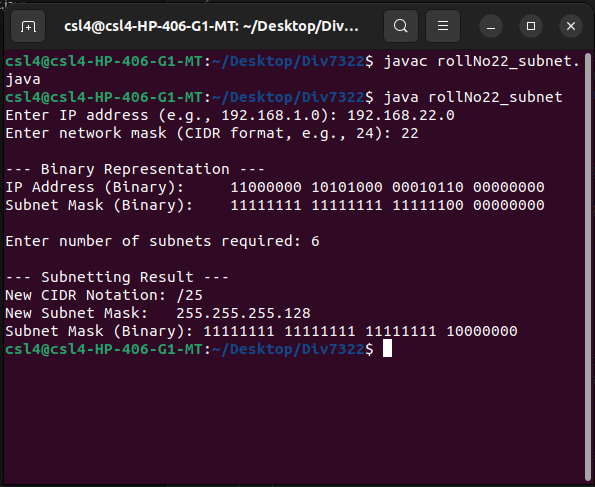 csl4@csl4-HP-406-G1-MT: ~/Desktop/Div...
csl4@csl4-HP-406-G1-MT:~/Desktop/Div7322$ javac rollNo22_subnet.
java
csl4@csl4-HP-406-G1-MT:~/Desktop/Div7322$ java rollNo22_subnet
Enter IP address (e.g., 192.168.1.0): 192.168.22.0
Enter network mask (CIDR format, e.g., 24): 22

--- Binary Representation ---
IP Address (Binary):     11000000 10101000 00010110 00000000
Subnet Mask (Binary):    11111111 11111111 11111100 00000000

Enter number of subnets required: 6

--- Subnetting Result ---
New CIDR Notation: /25
New Subnet Mask:   255.255.255.128
Subnet Mask (Binary): 11111111 11111111 11111111 10000000
csl4@csl4-HP-406-G1-MT:~/Desktop/Div7322$